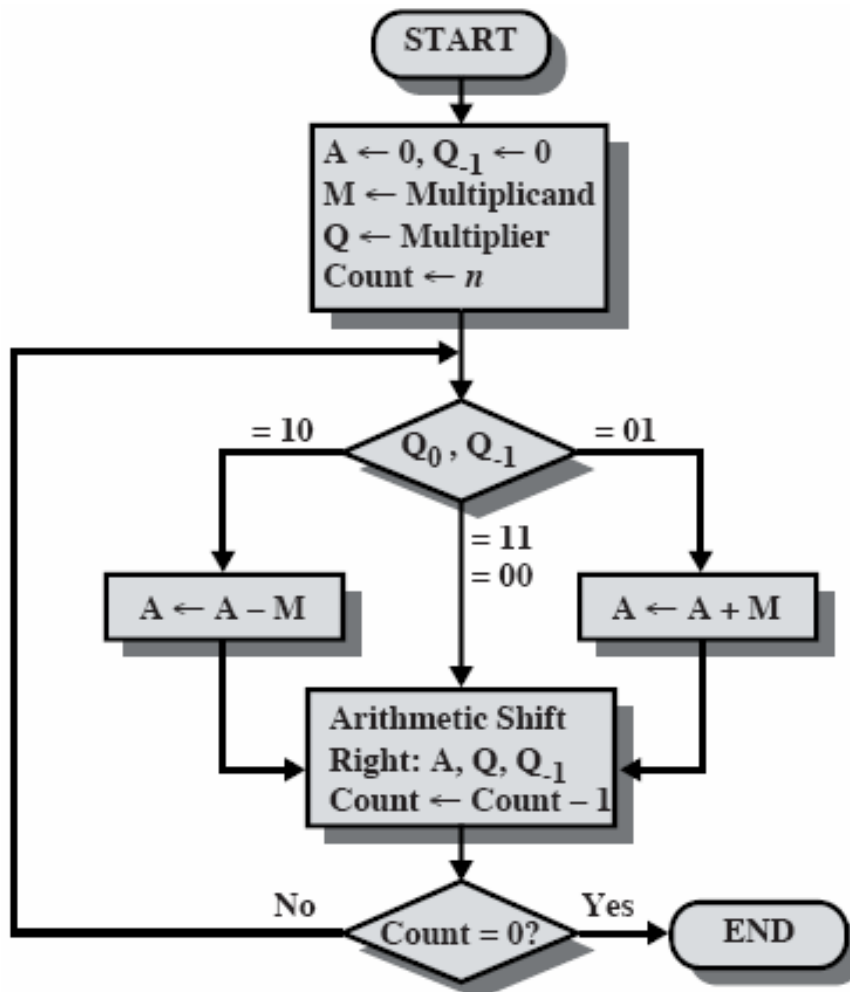 START
A ← 0, Q-1 ← 0
M ← Multiplicand
Q ← Multiplier
Count ← n
= 10
Q0 , Q-1
= 01
= 11
= 00
A ← A – M
A ← A + M
Arithmetic Shift
Right: A, Q, Q-1
Count ← Count – 1
No
Count = 0?
Yes
END